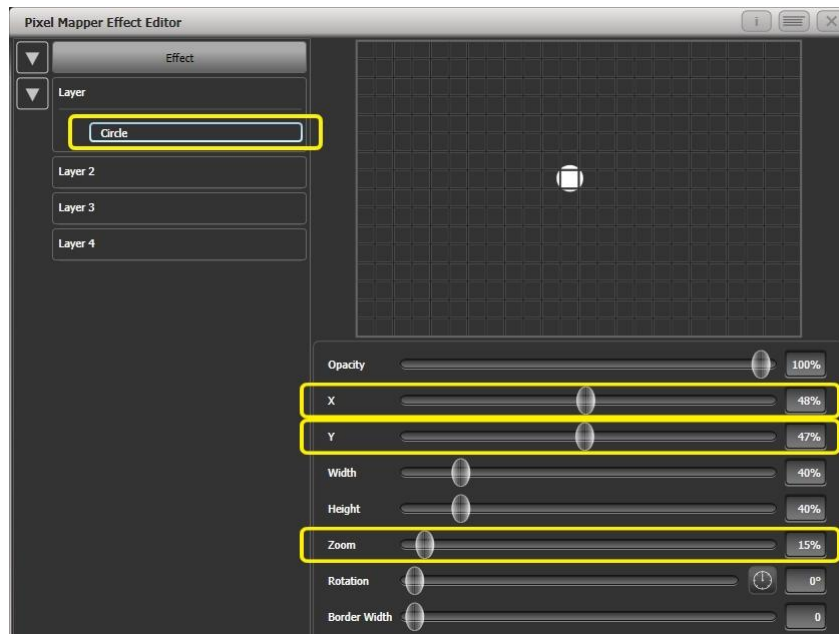 Pixel Mapper Effect Editor
Effect
Layer
Circle
Layer 2
Layer 3
Layer 4
Opacity 100%
X 48%
Y 47%
Width 40%
Height 40%
Zoom 15%
Rotation 0°
Border Width 0